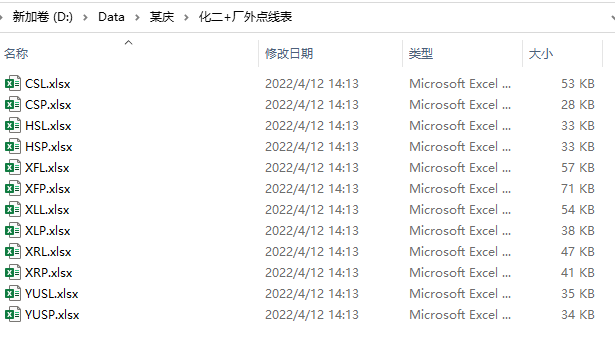 新加卷 (D:) > Data > 某庆 > 化二+厂外点线表
名称 修改日期 类型 大小
CSL.xlsx 2022/4/12 14:13 Microsoft Excel ... 53 KB
CSP.xlsx 2022/4/12 14:13 Microsoft Excel ... 28 KB
HSL.xlsx 2022/4/12 14:13 Microsoft Excel ... 33 KB
HSP.xlsx 2022/4/12 14:13 Microsoft Excel ... 33 KB
XFL.xlsx 2022/4/12 14:13 Microsoft Excel ... 57 KB
XFP.xlsx 2022/4/12 14:13 Microsoft Excel ... 71 KB
XLL.xlsx 2022/4/12 14:13 Microsoft Excel ... 54 KB
XLP.xlsx 2022/4/12 14:13 Microsoft Excel ... 38 KB
XRL.xlsx 2022/4/12 14:13 Microsoft Excel ... 47 KB
XRP.xlsx 2022/4/12 14:13 Microsoft Excel ... 41 KB
YUSL.xlsx 2022/4/12 14:13 Microsoft Excel ... 35 KB
YUSP.xlsx 2022/4/12 14:13 Microsoft Excel ... 34 KB